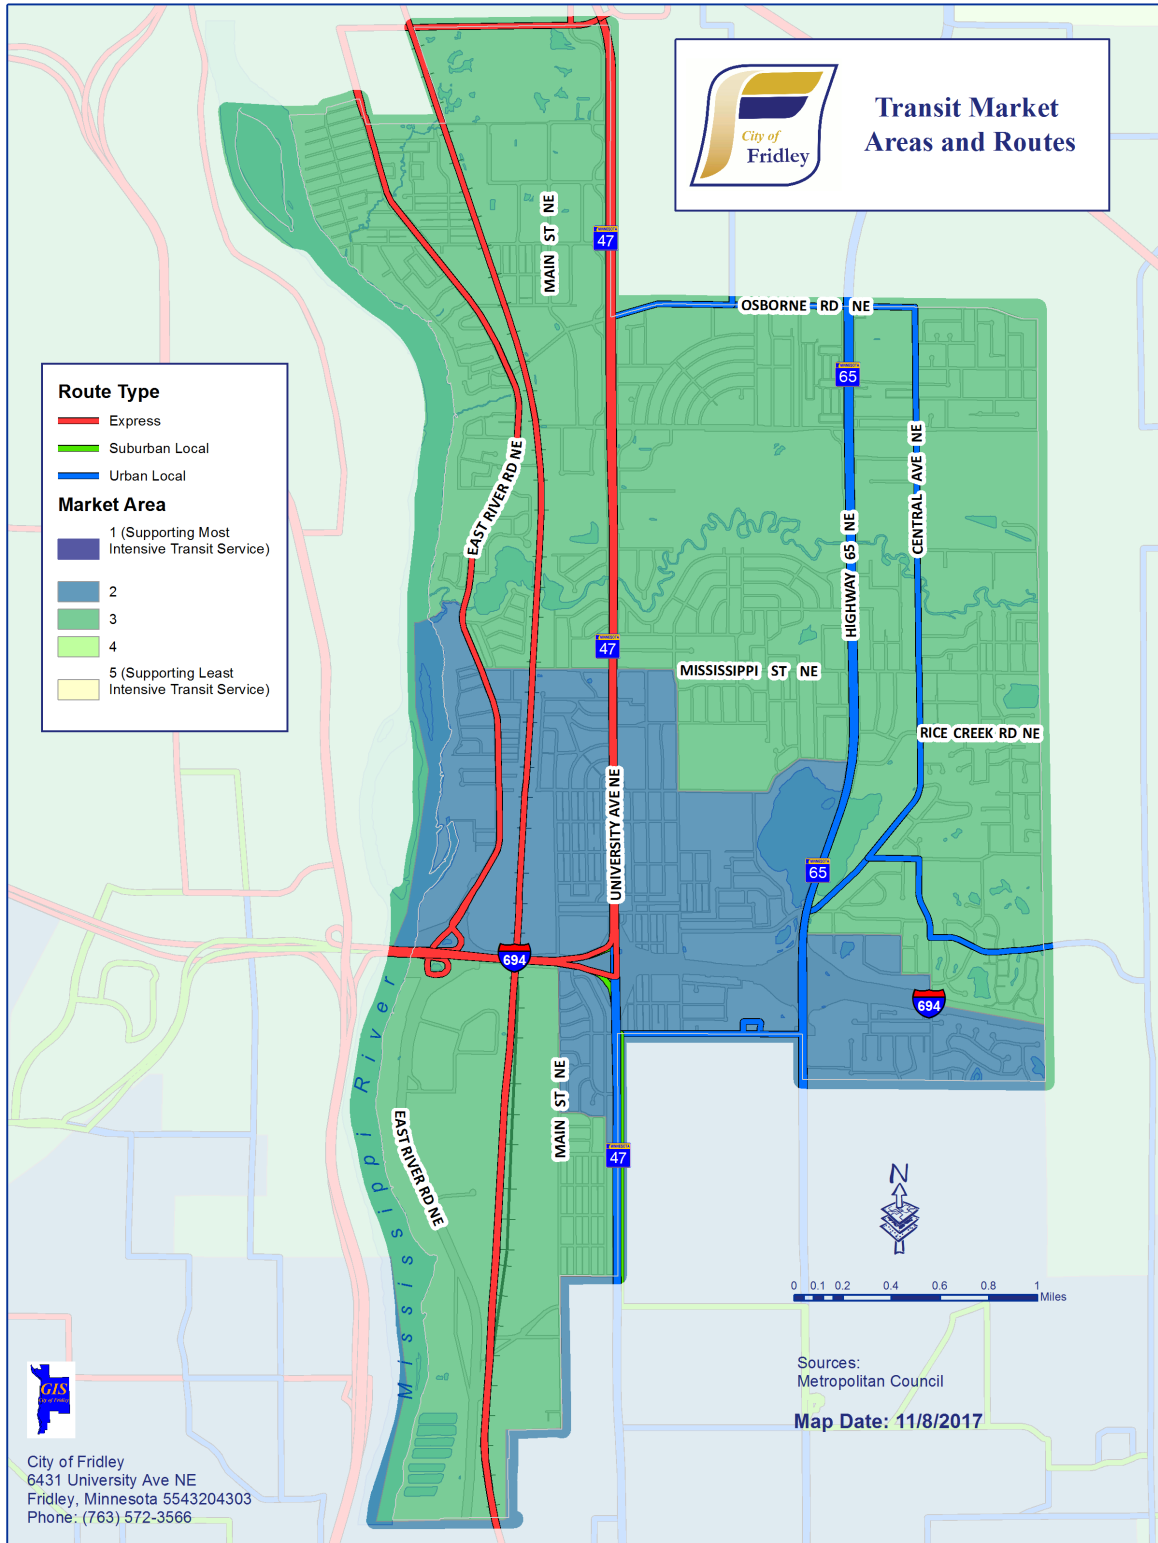 City of
Fridley
Transit Market
Areas and Routes
MAIN ST NE
47
OSBORNE RD NE
65
Route Type
Express
Suburban Local
Urban Local
Market Area
1 (Supporting Most
Intensive Transit Service)
2
3
4
5 (Supporting Least
Intensive Transit Service)
EAST RIVER RD NE
CENTRAL AVE NE
HIGHWAY 65 NE
47
MISSISSIPPI ST NE
RICE CREEK RD NE
UNIVERSITY AVE NE
65
694
694
Mississippi River
MAIN ST NE
EAST RIVER RD NE
47
N
0 0.1 0.2 0.4 0.6 0.8 1
Miles
Sources:
Metropolitan Council
Map Date: 11/8/2017
GIS
City of Fridley
City of Fridley
6431 University Ave NE
Fridley, Minnesota 5543204303
Phone: (763) 572-3566